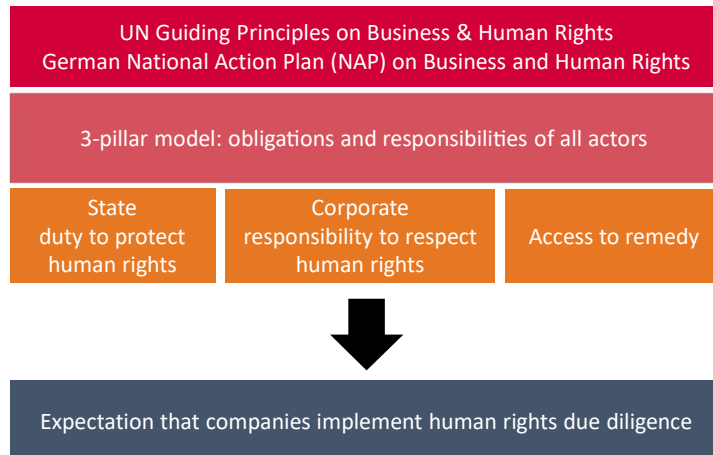 UN Guiding Principles on Business & Human Rights
German National Action Plan (NAP) on Business and Human Rights
3-pillar model: obligations and responsibilities of all actors
State
duty to protect
human rights
Corporate
responsibility to respect
human rights
Access to remedy
Expectation that companies implement human rights due diligence